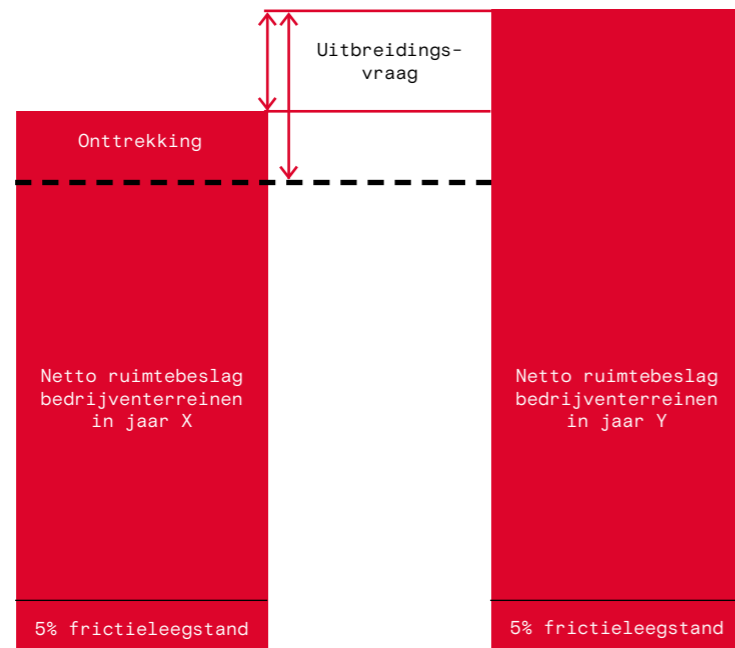 Uitbreidings-
vraag
Onttrekking
Netto ruimtebeslag
bedrijventerreinen
in jaar X
Netto ruimtebeslag
bedrijventerreinen
in jaar Y
5% frictieleegstand
5% frictieleegstand